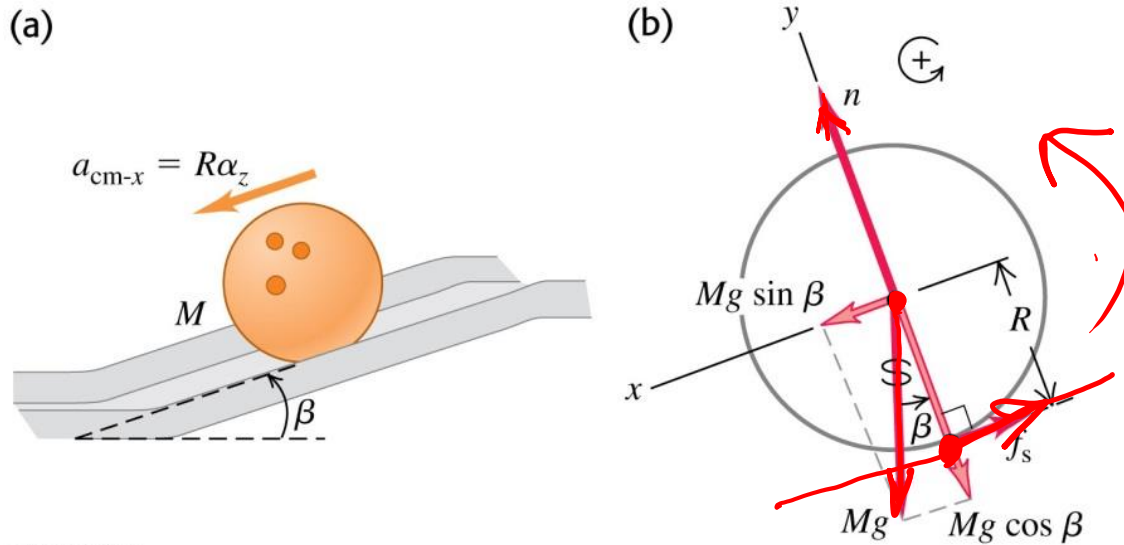 (a)
a_cm-x = Rα_z
M
β
(b)
y
+
n
Mg sin β
R
x
β
f_s
Mg
Mg cos β